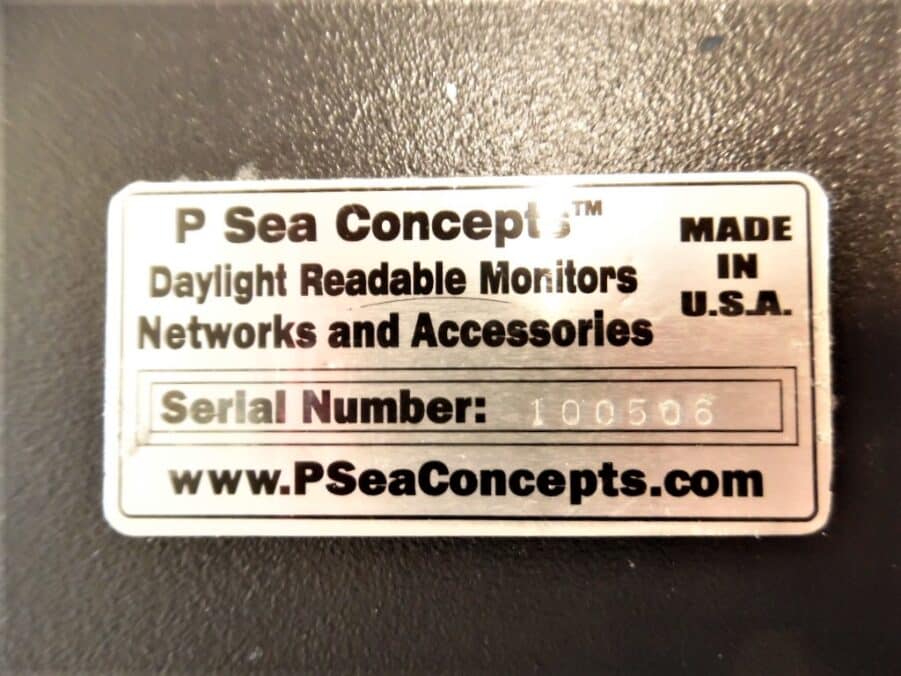 P Sea Concepts™
Daylight Readable Monitors
Networks and Accessories
MADE
IN
U.S.A.
Serial Number: 100506
www.PSeaConcepts.com